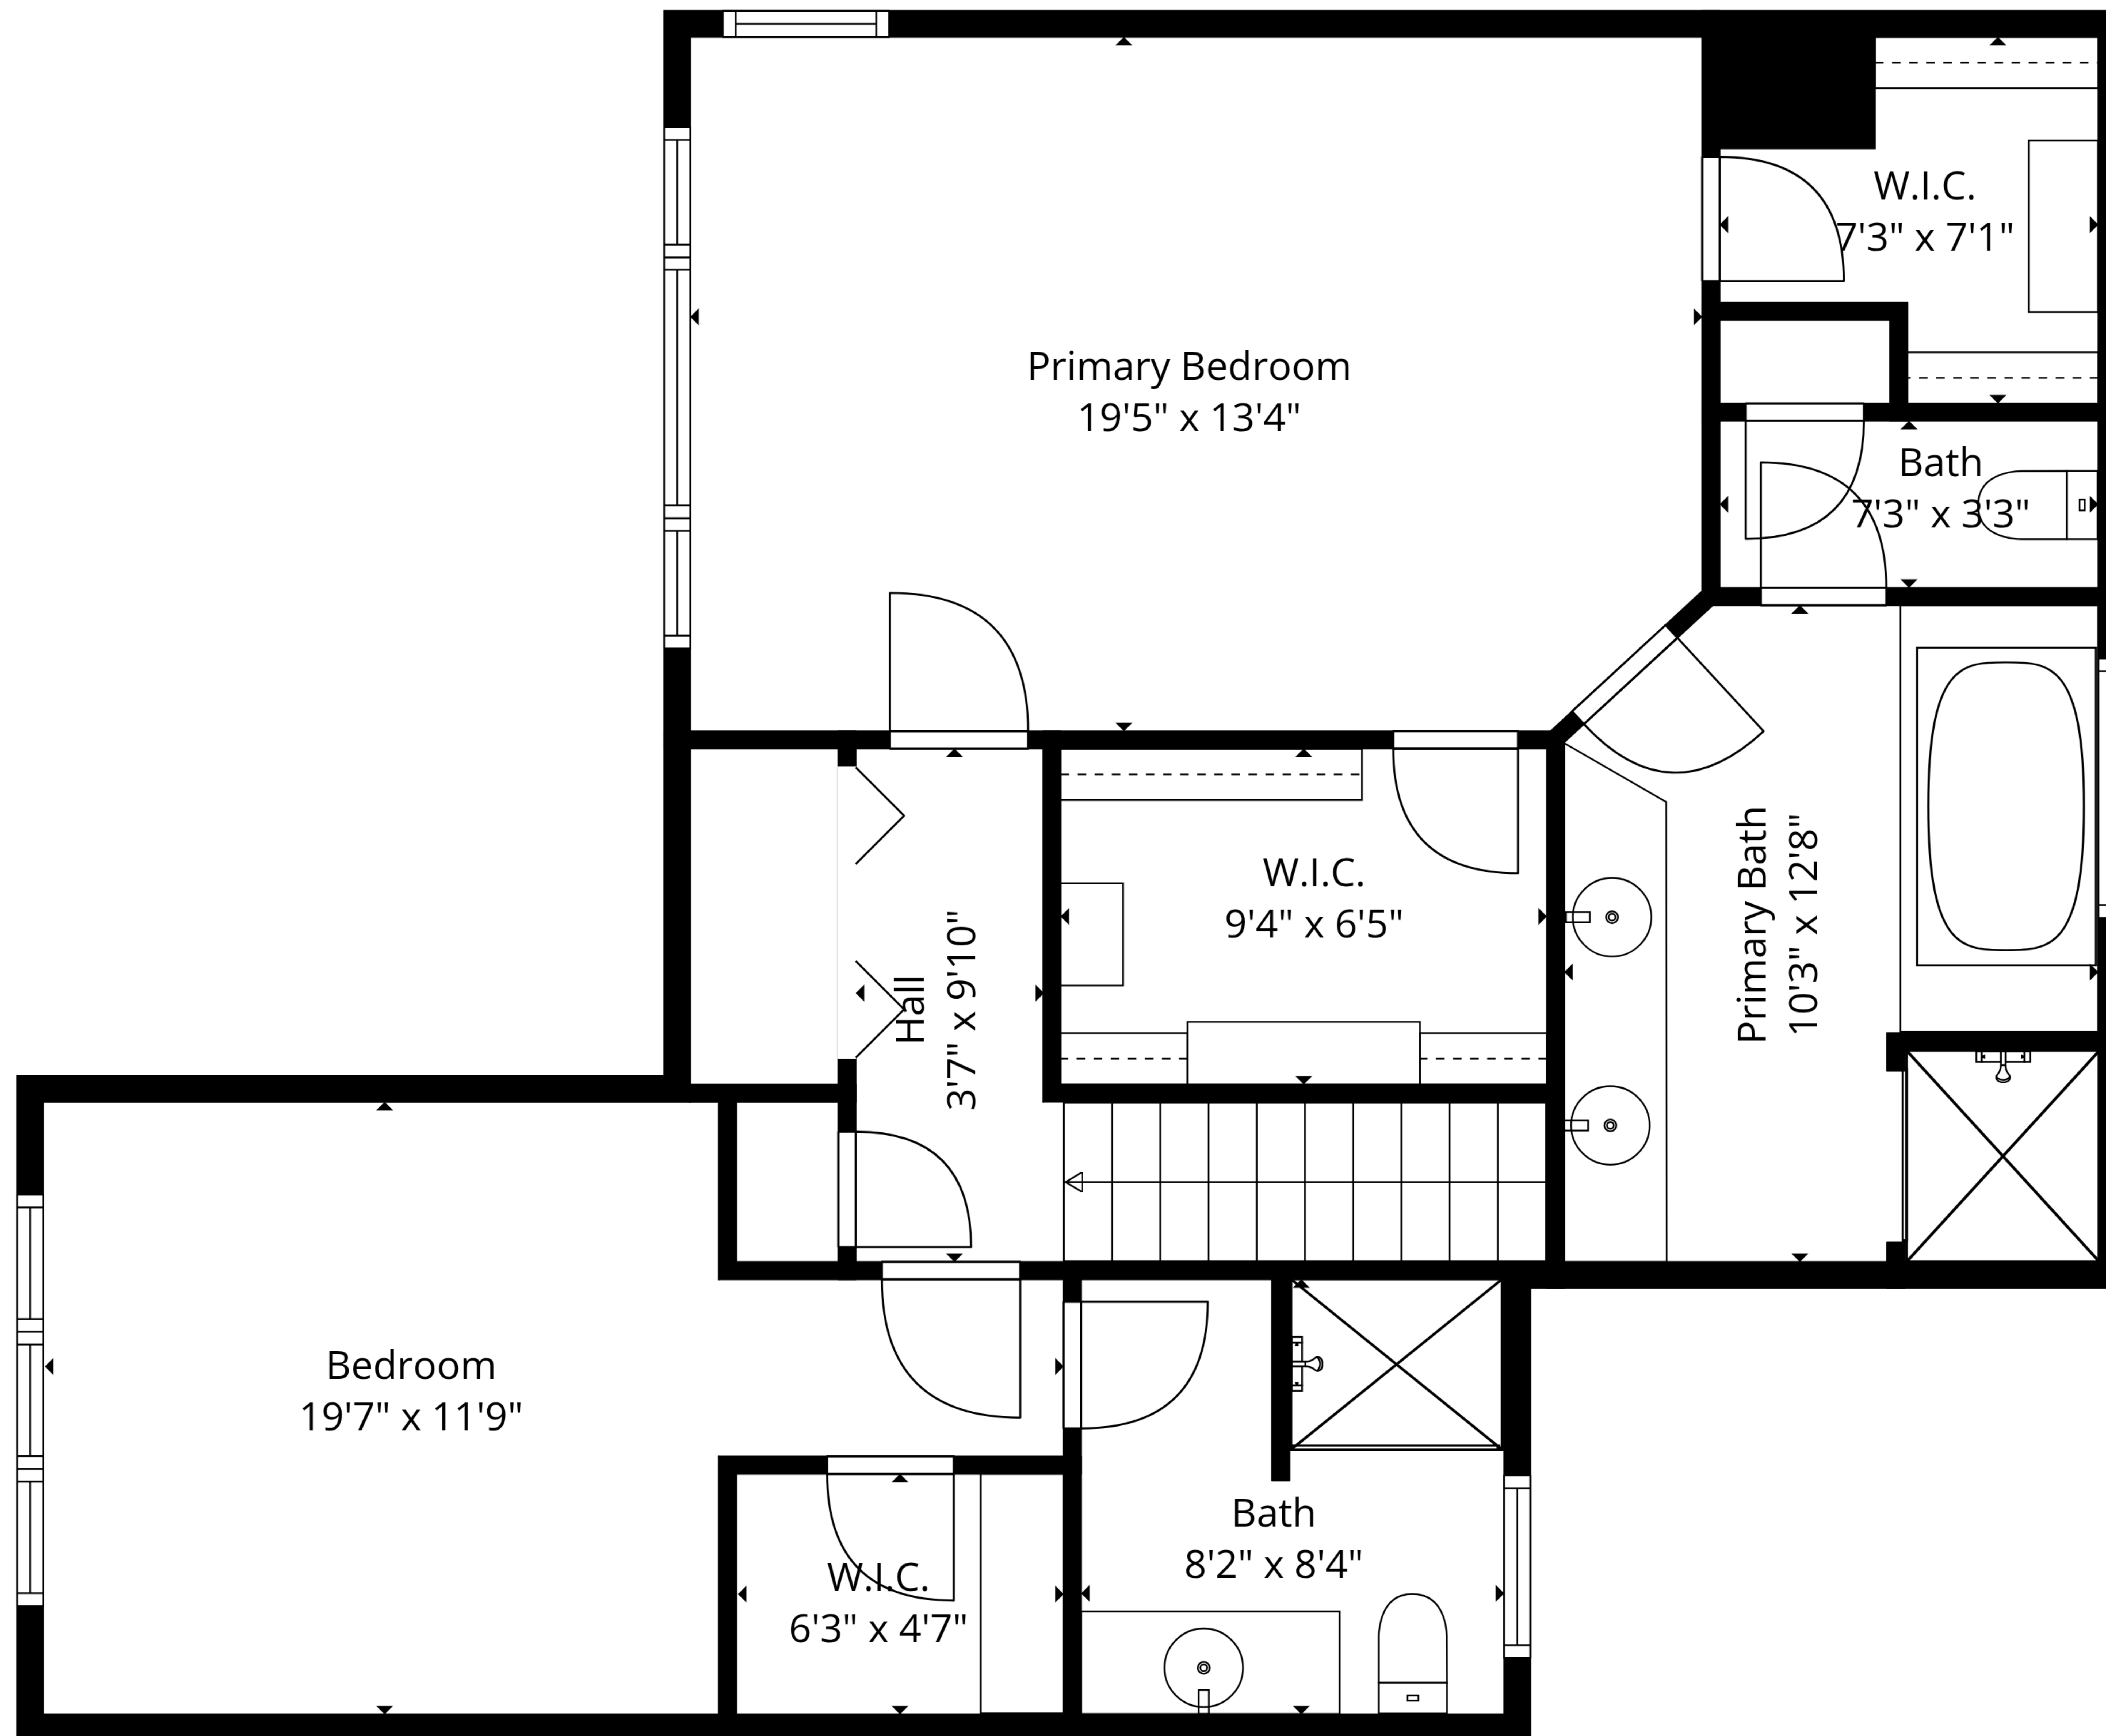 W.I.C.
7'3" x 7'1"
Primary Bedroom
19'5" x 13'4"
Bath
7'3" x 3'3"
W.I.C.
9'4" x 6'5"
Primary Bath
10'3" x 12'8"
Hall
3'7" x 9'10"
Bedroom
19'7" x 11'9"
Bath
8'2" x 8'4"
W.I.C.
6'3" x 4'7"